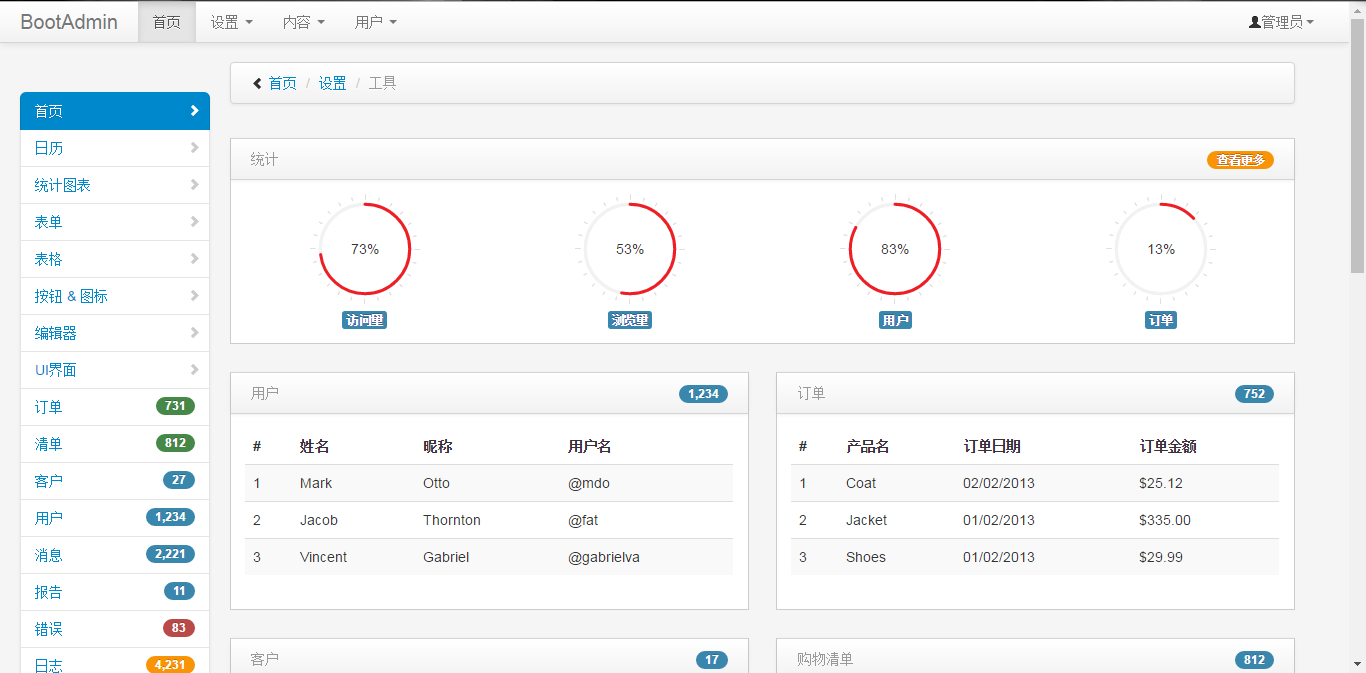 BootAdmin 首页 设置 内容 用户 管理员
首页 / 设置 / 工具
首页
日历
统计图表
表单
表格
按钮 & 图标
编辑器
UI界面
订单 731
清单 812
客户 27
用户 1,234
消息 2,221
报告 11
错误 83
日志 4,231
统计 查看更多
73% 53% 83% 13%
访问量 浏览量 用户 订单
用户 1,234
# 姓名 昵称 用户名
1 Mark Otto @mdo
2 Jacob Thornton @fat
3 Vincent Gabriel @gabrielva
订单 752
# 产品名 订单日期 订单金额
1 Coat 02/02/2013 $25.12
2 Jacket 01/02/2013 $335.00
3 Shoes 01/02/2013 $29.99
客户 17
购物清单 812